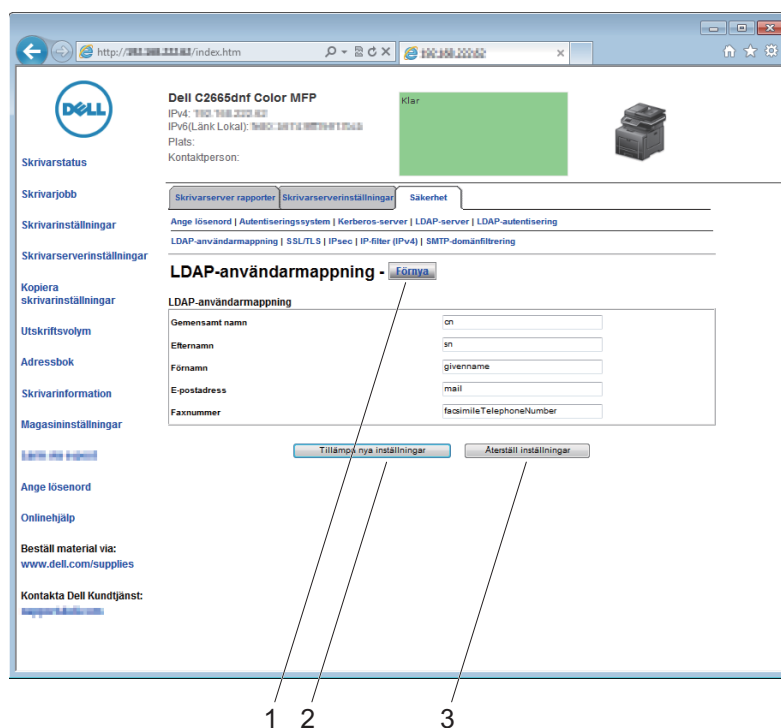 http:// /index.htm
DELL
Dell C2665dnf Color MFP
IPv4:
IPv6(Länk Lokal):
Plats:
Kontaktperson:
Klar
Skrivarstatus
Skrivarjobb
Skrivarinställningar
Skrivarserverinställningar
Kopiera
skrivarinställningar
Utskriftsvolym
Adressbok
Skrivarinformation
Magasininställningar
Ange lösenord
Onlinehjälp
Beställ material via:
www.dell.com/supplies
Kontakta Dell Kundtjänst:
Skrivarserver rapporter Skrivarserverinställningar Säkerhet
Ange lösenord | Autentiseringssystem | Kerberos-server | LDAP-server | LDAP-autentisering
LDAP-användarmappning | SSL/TLS | IPsec | IP-filter (IPv4) | SMTP-domänfiltrering
LDAP-användarmappning - Förnya
LDAP-användarmappning
Gemensamt namn cn
Efternamn sn
Förnamn givenname
E-postadress mail
Faxnummer facsimileTelephoneNumber
Tillämpa nya inställningar Återställ inställningar
1 2 3